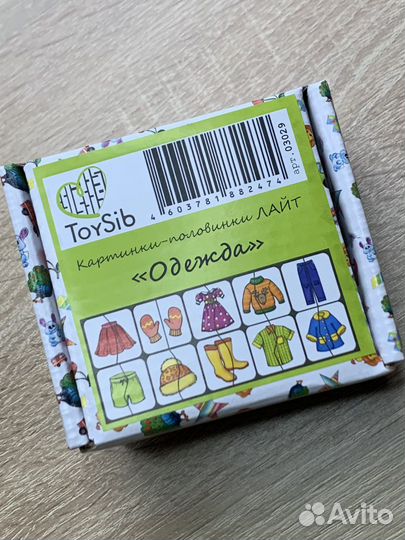 ToySib
4 603781 882474
арт.03029
Картинки-половинки ЛАЙТ
«Одежда»
Avito